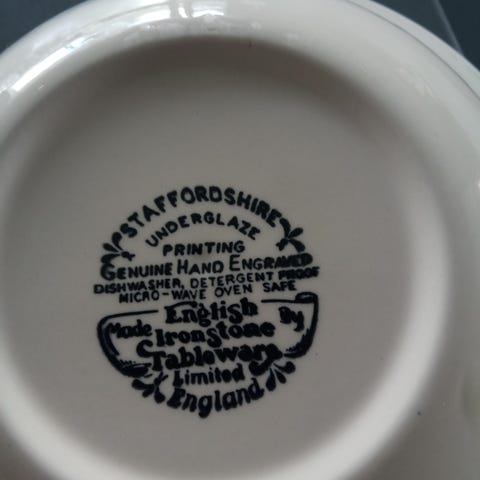 STAFFORDSHIRE
UNDERGLAZE
PRINTING
GENUINE HAND ENGRAVED
DISHWASHER, DETERGENT PROOF
MICRO-WAVE OVEN SAFE
English
Made Ironstone By
Tableware
Limited
England